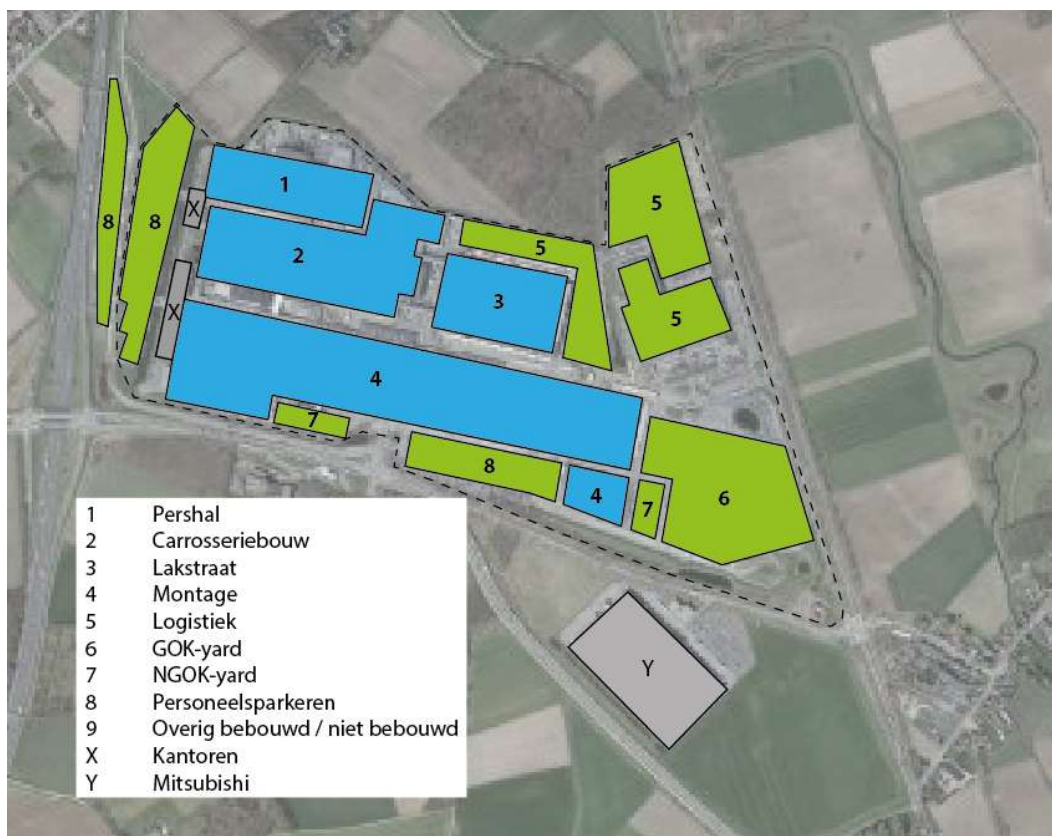 1
8
8
X
5
5
2
3
5
X
4
7
8
4
7
6
1 Pershal
2 Carrosseriebouw
3 Lakstraat
4 Montage
5 Logistiek
6 GOK-yard
7 NGOK-yard
8 Personeelsparkeren
9 Overig bebouwd / niet bebouwd
X Kantoren
Y Mitsubishi
Y